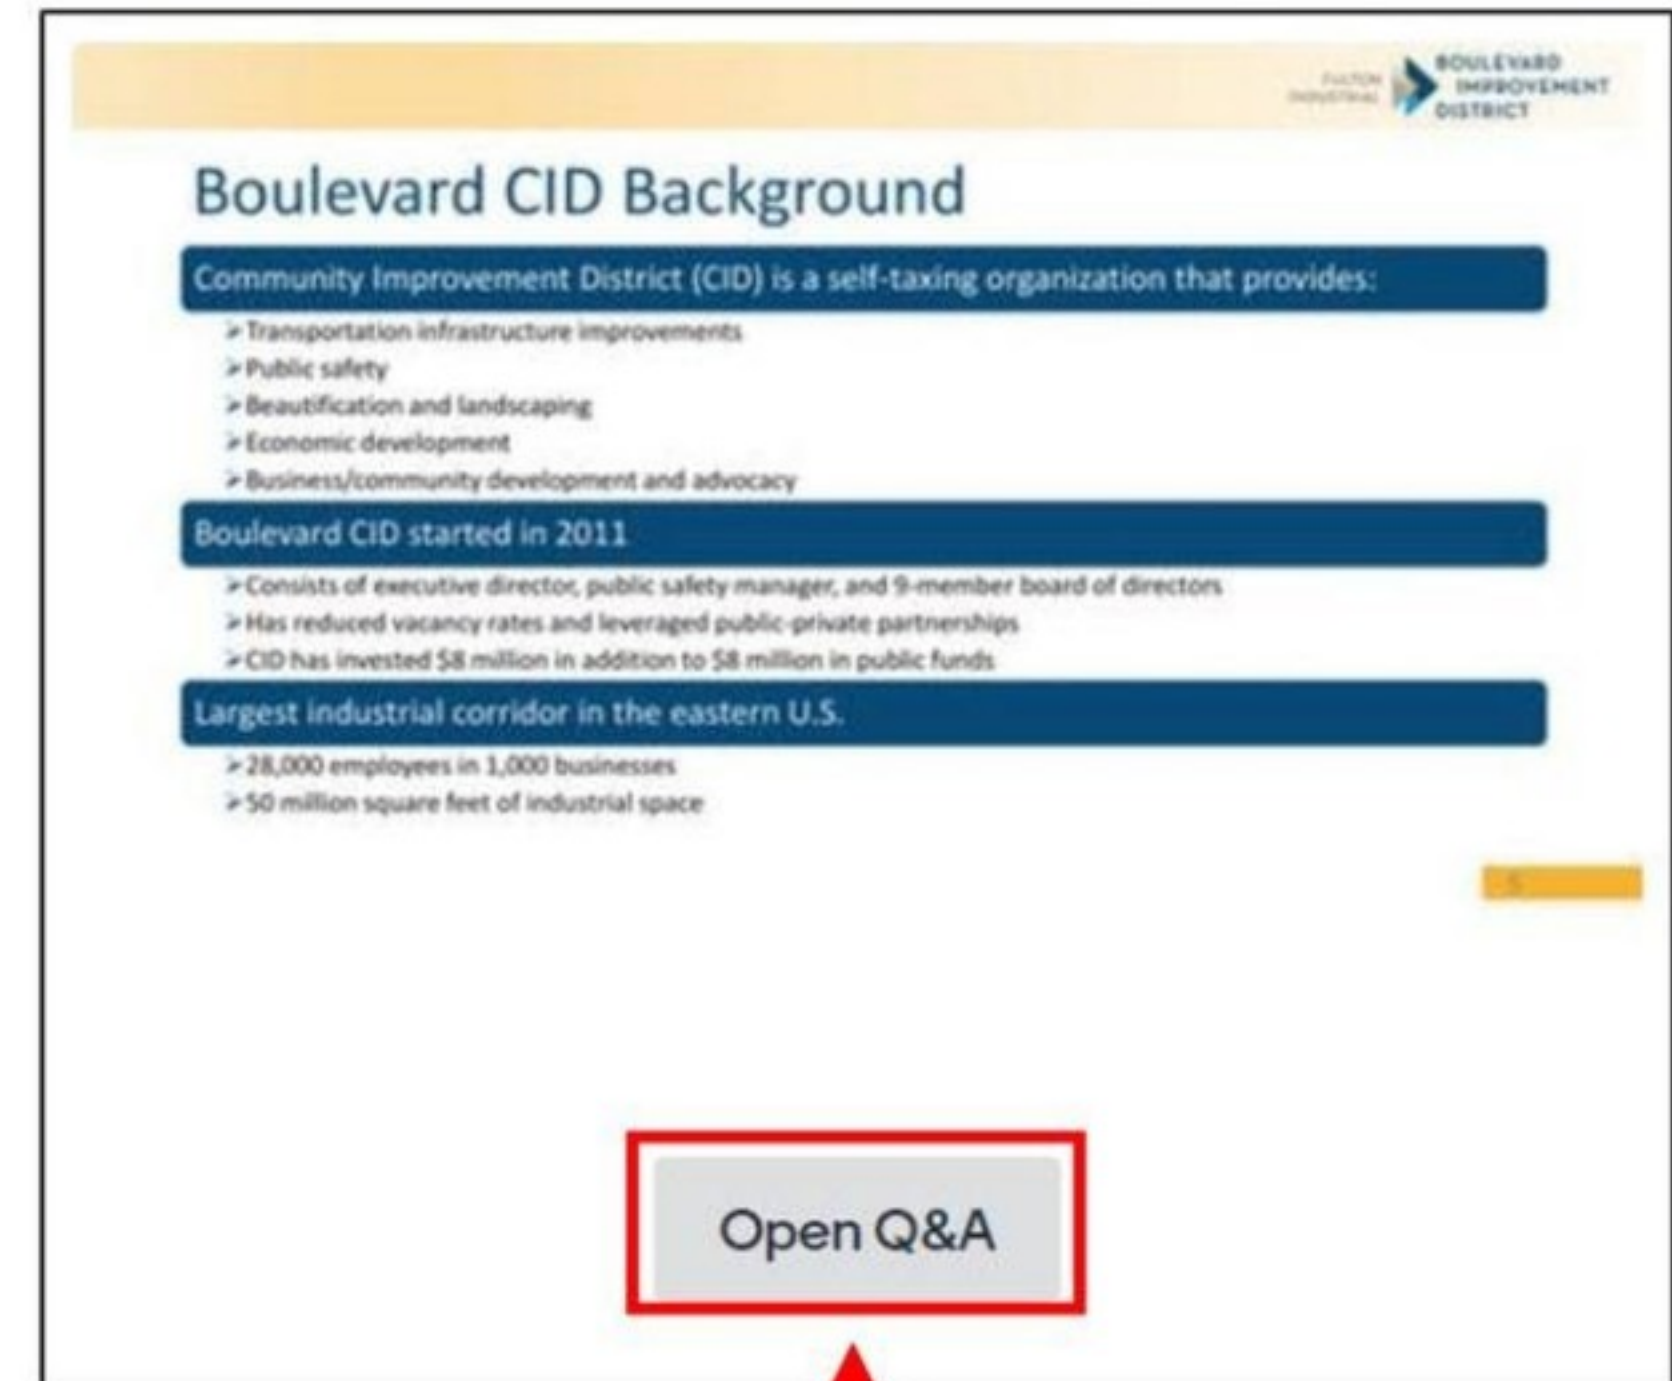 FULTON
INDUSTRIAL
BOULEVARD
IMPROVEMENT
DISTRICT
Boulevard CID Background
Community Improvement District (CID) is a self-taxing organization that provides:
➢Transportation infrastructure improvements
➢Public safety
➢Beautification and landscaping
➢Economic development
➢Business/community development and advocacy
Boulevard CID started in 2011
➢Consists of executive director, public safety manager, and 9-member board of directors
➢Has reduced vacancy rates and leveraged public-private partnerships
➢CID has invested $8 million in addition to $8 million in public funds
Largest industrial corridor in the eastern U.S.
➢28,000 employees in 1,000 businesses
➢50 million square feet of industrial space
5
Open Q&A